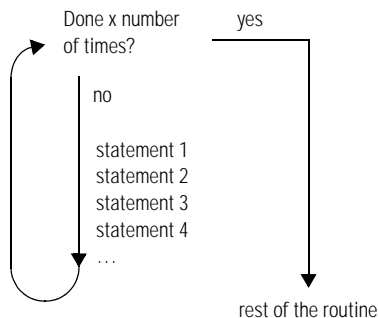 Done x number
of times?
yes
no
statement 1
statement 2
statement 3
statement 4
...
rest of the routine